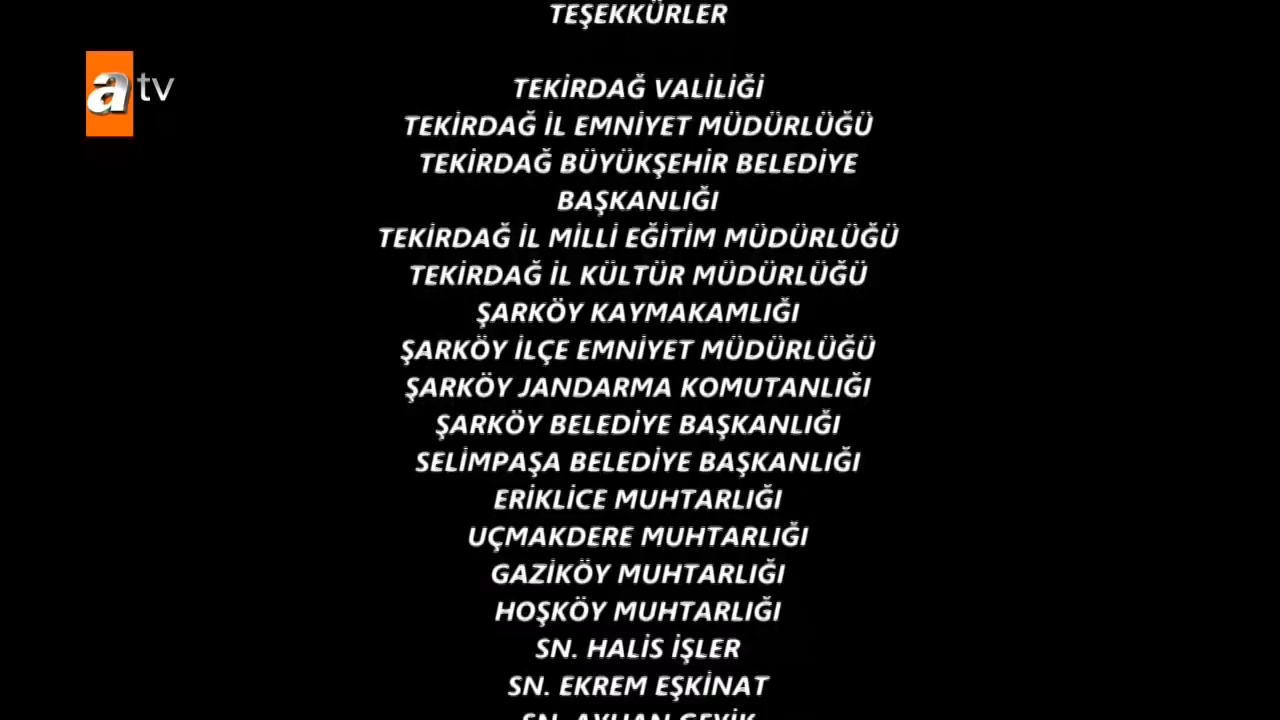 TEŞEKKÜRLER
atv
TEKİRDAĞ VALİLİĞİ
TEKİRDAĞ İL EMNİYET MÜDÜRLÜĞÜ
TEKİRDAĞ BÜYÜKŞEHİR BELEDİYE
BAŞKANLIĞI
TEKİRDAĞ İL MİLLİ EĞİTİM MÜDÜRLÜĞÜ
TEKİRDAĞ İL KÜLTÜR MÜDÜRLÜĞÜ
ŞARKÖY KAYMAKAMLIĞI
ŞARKÖY İLÇE EMNİYET MÜDÜRLÜĞÜ
ŞARKÖY JANDARMA KOMUTANLIĞI
ŞARKÖY BELEDİYE BAŞKANLIĞI
SELİMPAŞA BELEDİYE BAŞKANLIĞI
ERİKLİCE MUHTARLIĞI
UÇMAKDERE MUHTARLIĞI
GAZİKÖY MUHTARLIĞI
HOŞKÖY MUHTARLIĞI
SN. HALİS İŞLER
SN. EKREM EŞKİNAT
SN. AYHAN